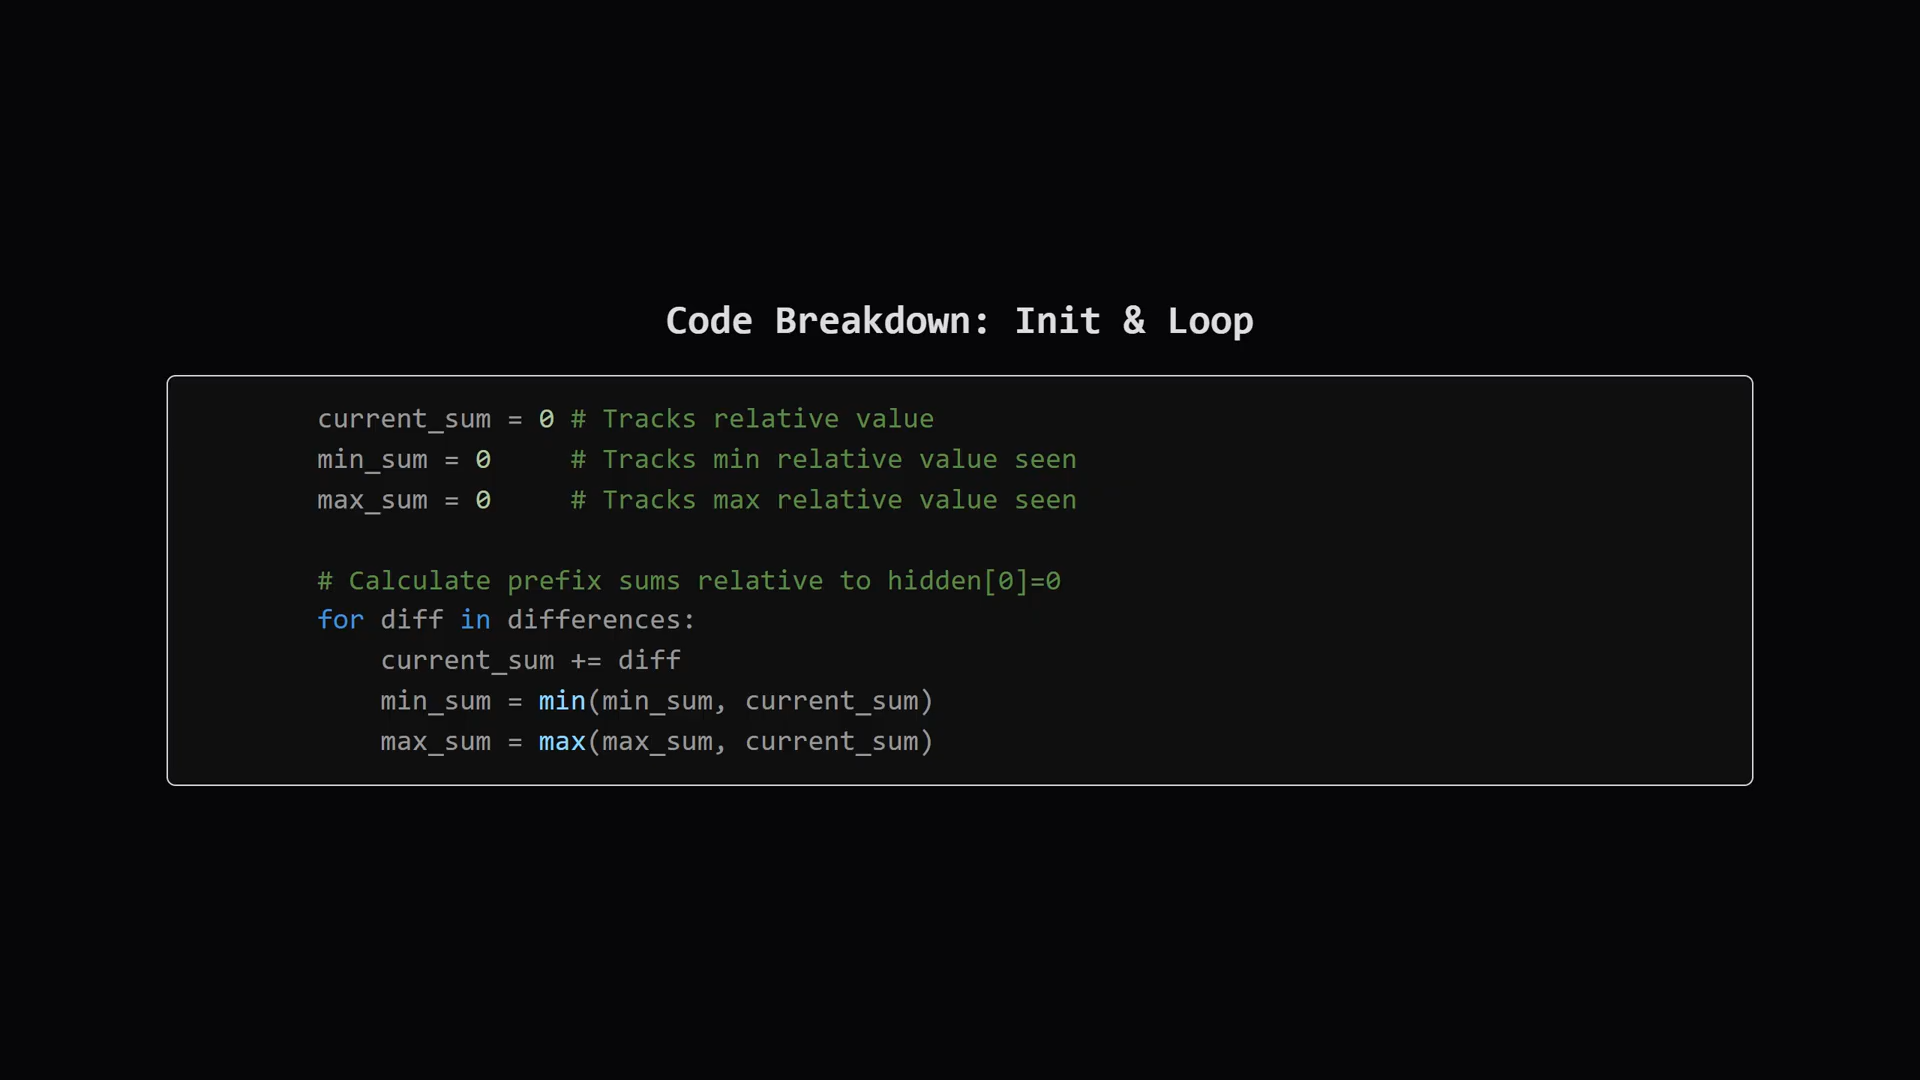 Code Breakdown: Init & Loop
current_sum = 0 # Tracks relative value
min_sum = 0     # Tracks min relative value seen
max_sum = 0     # Tracks max relative value seen
# Calculate prefix sums relative to hidden[0]=0
for diff in differences:
    current_sum += diff
    min_sum = min(min_sum, current_sum)
    max_sum = max(max_sum, current_sum)